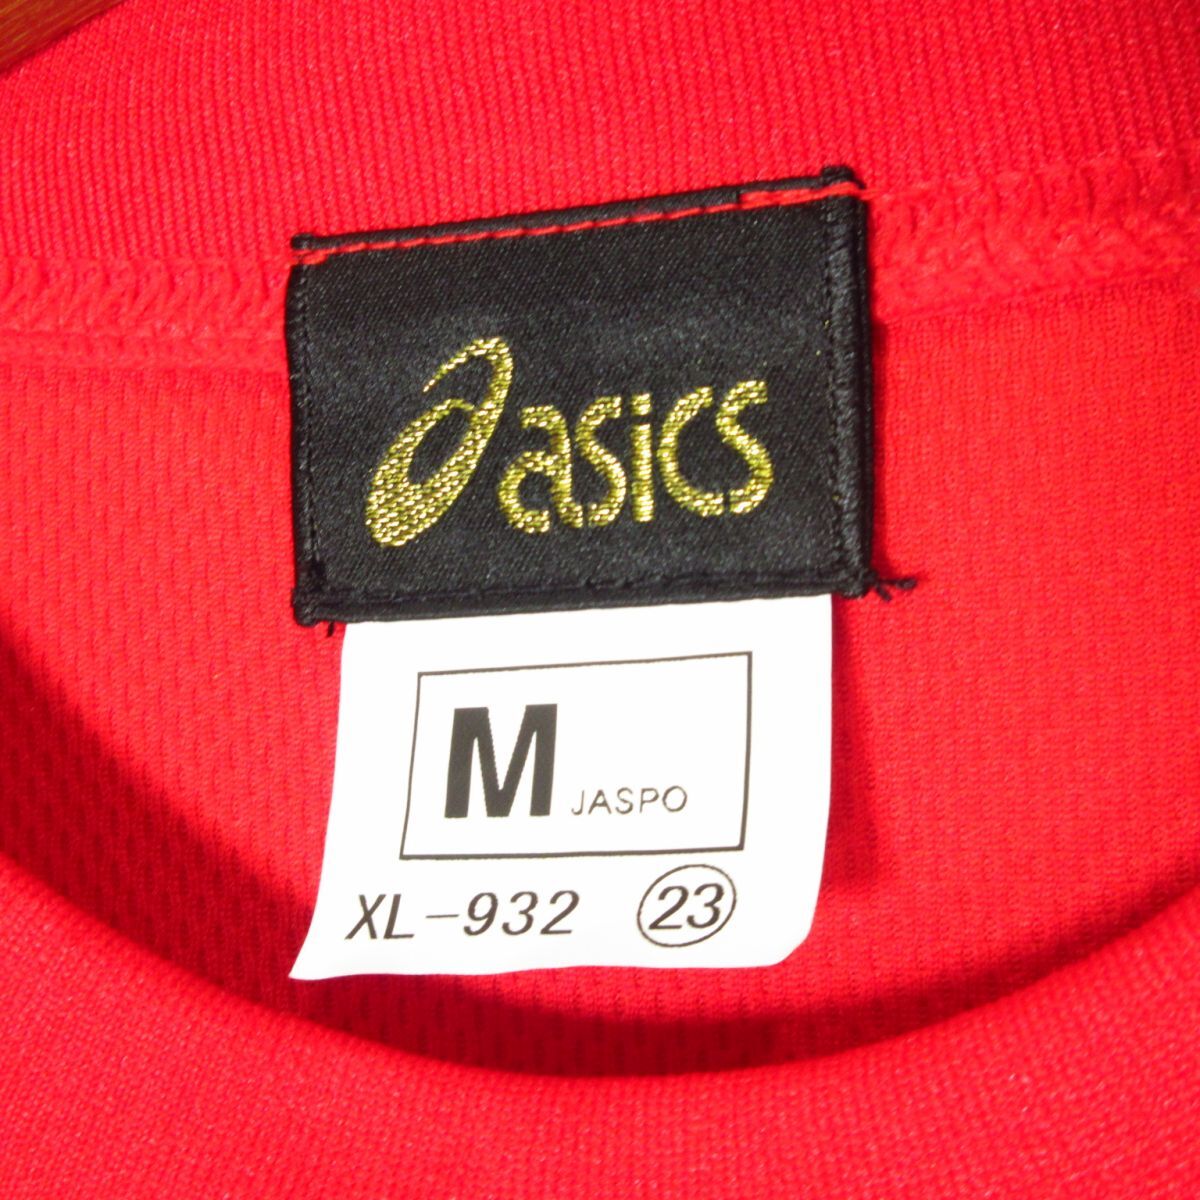 asics
M JASPO
XL-932 23